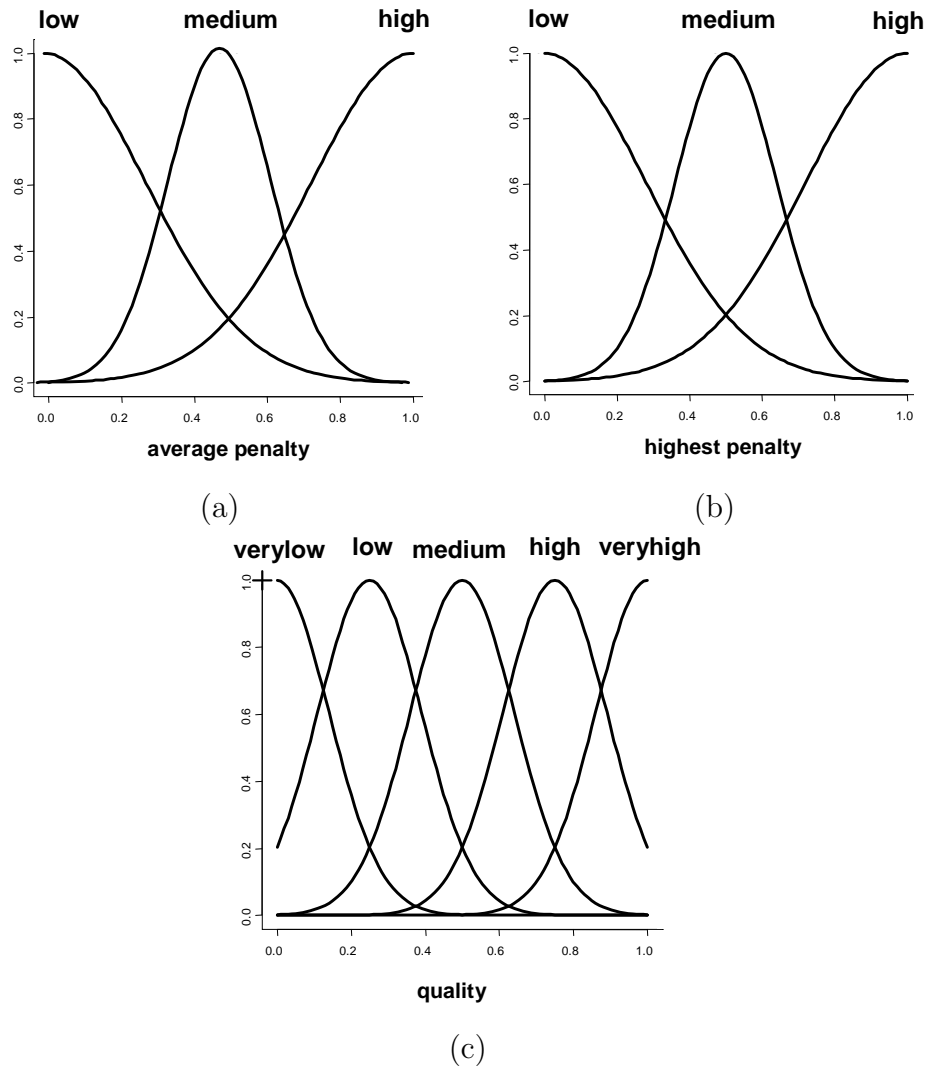 low medium high
1.0
0.8
0.6
0.4
0.2
0.0
0.0 0.2 0.4 0.6 0.8 1.0
average penalty
(a)
low medium high
1.0
0.8
0.6
0.4
0.2
0.0
0.0 0.2 0.4 0.6 0.8 1.0
highest penalty
(b)
verylow low medium high veryhigh
1.0
0.8
0.6
0.4
0.2
0.0
0.0 0.2 0.4 0.6 0.8 1.0
quality
(c)